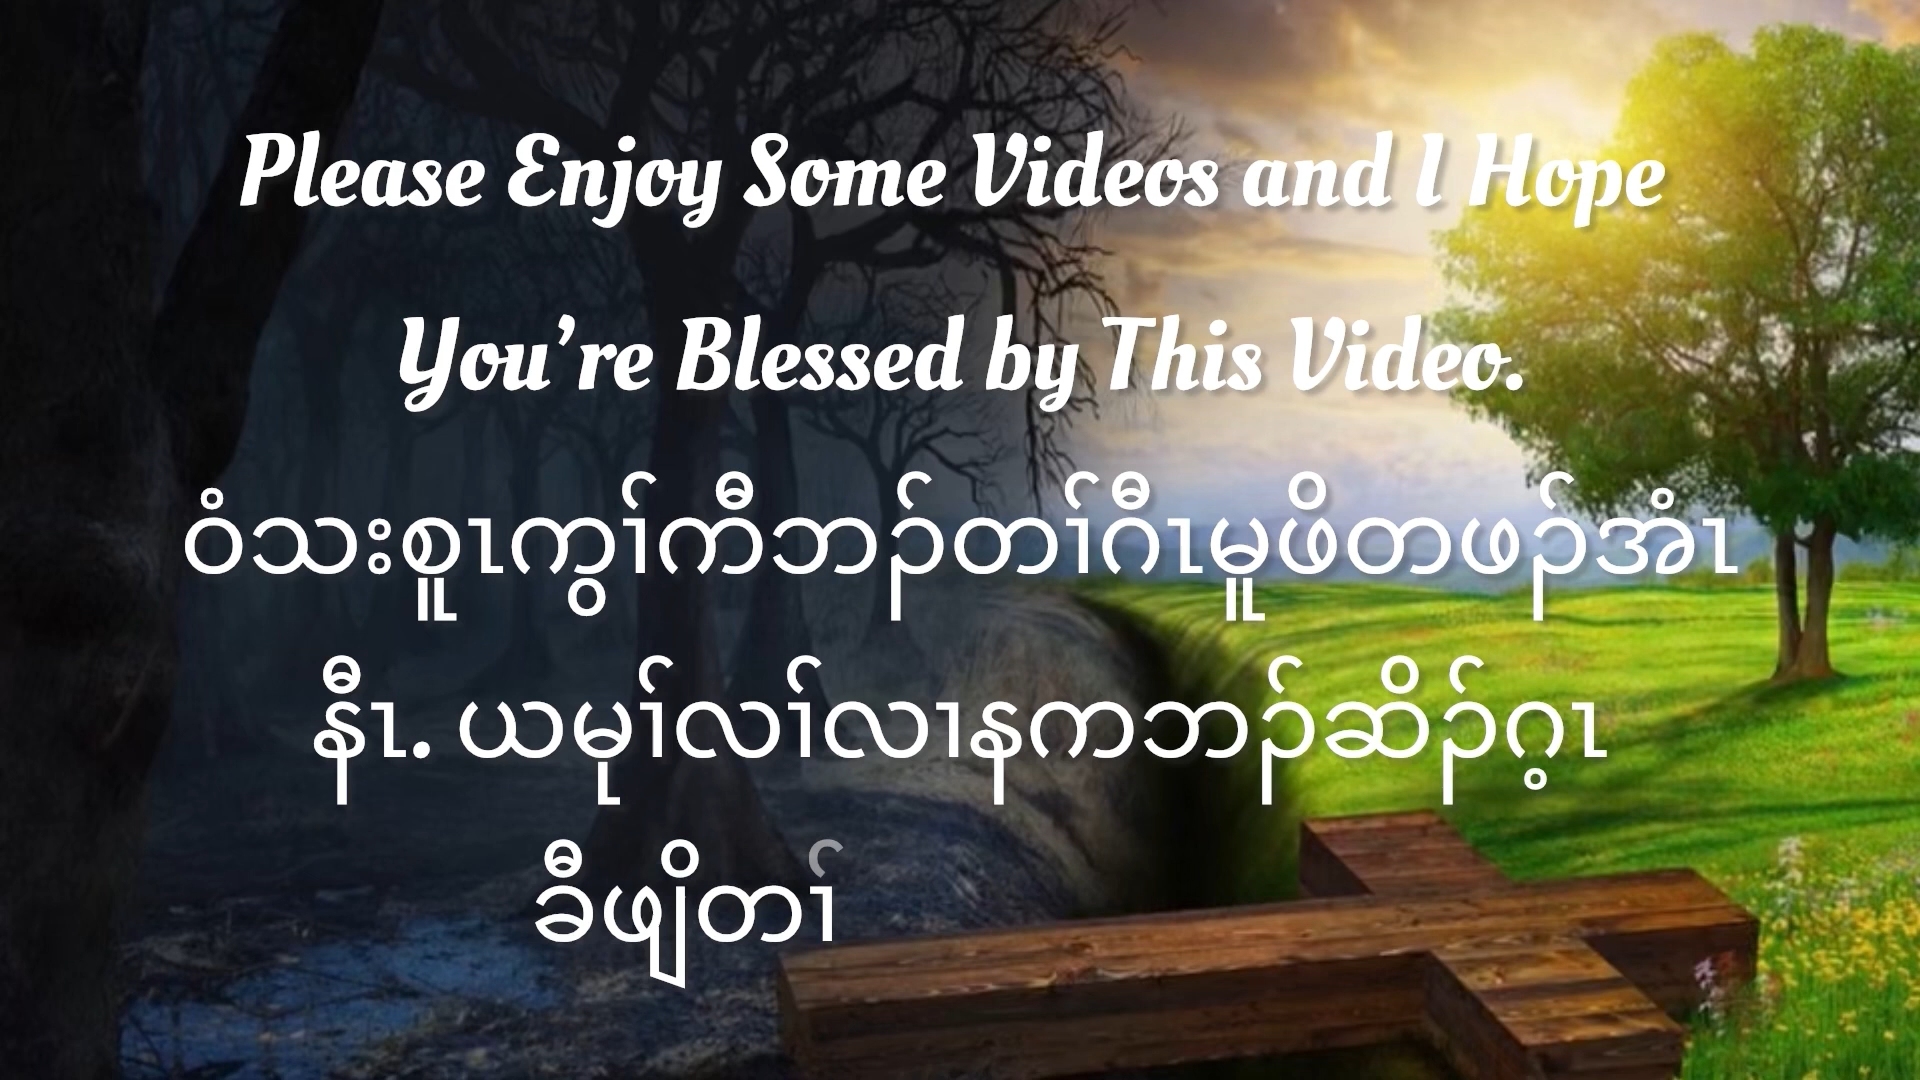 Please Enjoy Some Videos and I Hope
You’re Blessed by This Video.
ဝံသးစူၤကွၢ်ကီဘၣ်တၢ်ဂီၤမူဖိတဖၣ်အံၤ
နီၤ. ယမုၢ်လၢ်လၢနကဘၣ်ဆိၣ်ဂ့ၤ
ခီဖျိတၢ်